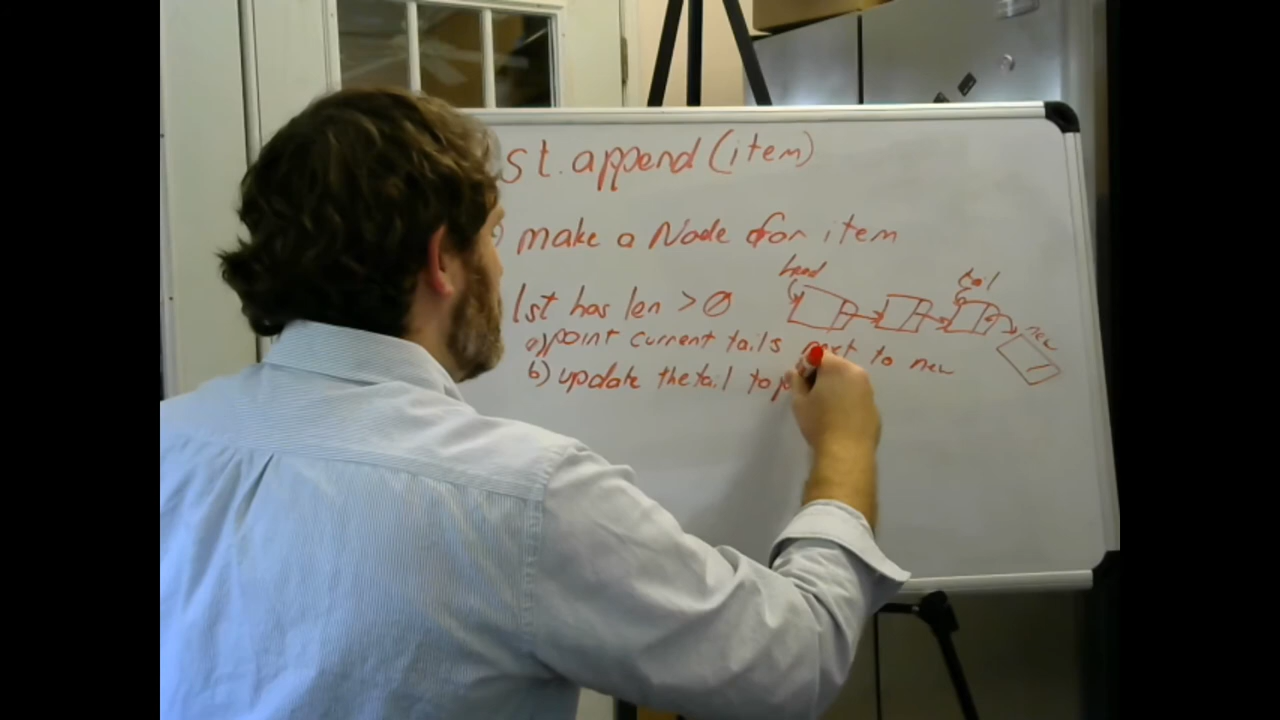 st.append(item)
) make a Node for item
head
tail
lst has len > 0
new
a) point current tails next to new
b) update the tail to p